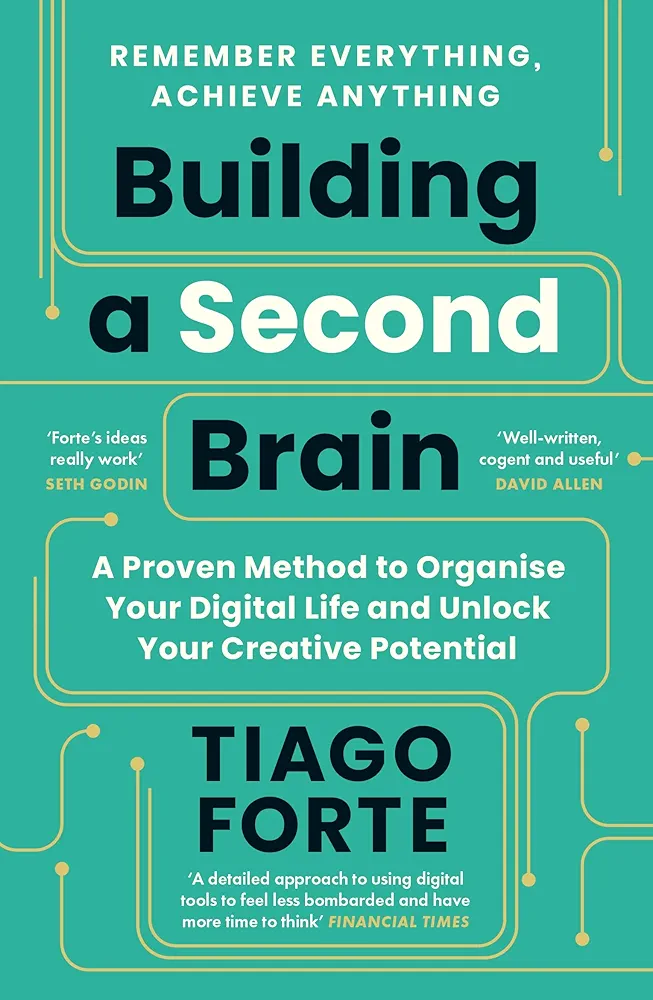 REMEMBER EVERYTHING,
ACHIEVE ANYTHING
Building
a Second
Brain
‘Forte’s ideas
really work’
SETH GODIN
‘Well-written,
cogent and useful’
DAVID ALLEN
A Proven Method to Organise
Your Digital Life and Unlock
Your Creative Potential
TIAGO
FORTE
‘A detailed approach to using digital
tools to feel less bombarded and have
more time to think’ FINANCIAL TIMES